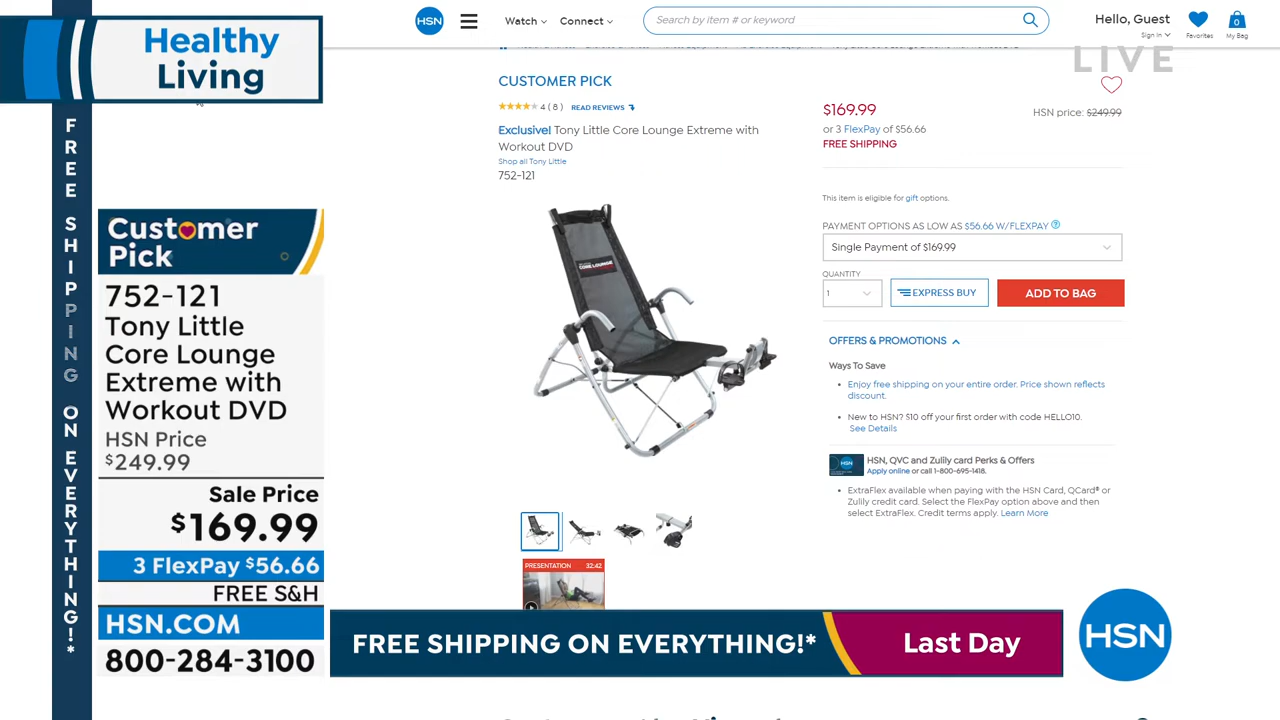 Healthy
Living
FREE SHIPPING ON EVERYTHING!*
Customer
Pick
752-121
Tony Little
Core Lounge
Extreme with
Workout DVD
HSN Price
$249.99
Sale Price
$169.99
3 FlexPay $56.66
FREE S&H
HSN.COM
800-284-3100
HSN
Watch
Connect
Search by item # or keyword
Hello, Guest
Sign in
Favorites
0
My Bag
LIVE
CUSTOMER PICK
4 ( 8 ) READ REVIEWS
Exclusive! Tony Little Core Lounge Extreme with
Workout DVD
Shop all Tony Little
752-121
CORE LOUNGE
PRESENTATION 32:42
$169.99
HSN price: $249.99
or 3 FlexPay of $56.66
FREE SHIPPING
This item is eligible for gift options.
PAYMENT OPTIONS AS LOW AS $56.66 W/FLEXPAY ?
Single Payment of $169.99
QUANTITY
1
EXPRESS BUY
ADD TO BAG
OFFERS & PROMOTIONS
Ways To Save
• Enjoy free shipping on your entire order. Price shown reflects
discount.
• New to HSN? $10 off your first order with code HELLO10.
See Details
HSN
HSN, QVC and Zulily card Perks & Offers
Apply online or call 1-800-695-1418.
• ExtraFlex available when paying with the HSN Card, QCard® or
Zulily credit card. Select the FlexPay option above and then
select ExtraFlex. Credit terms apply. Learn More
FREE SHIPPING ON EVERYTHING!*
Last Day
HSN